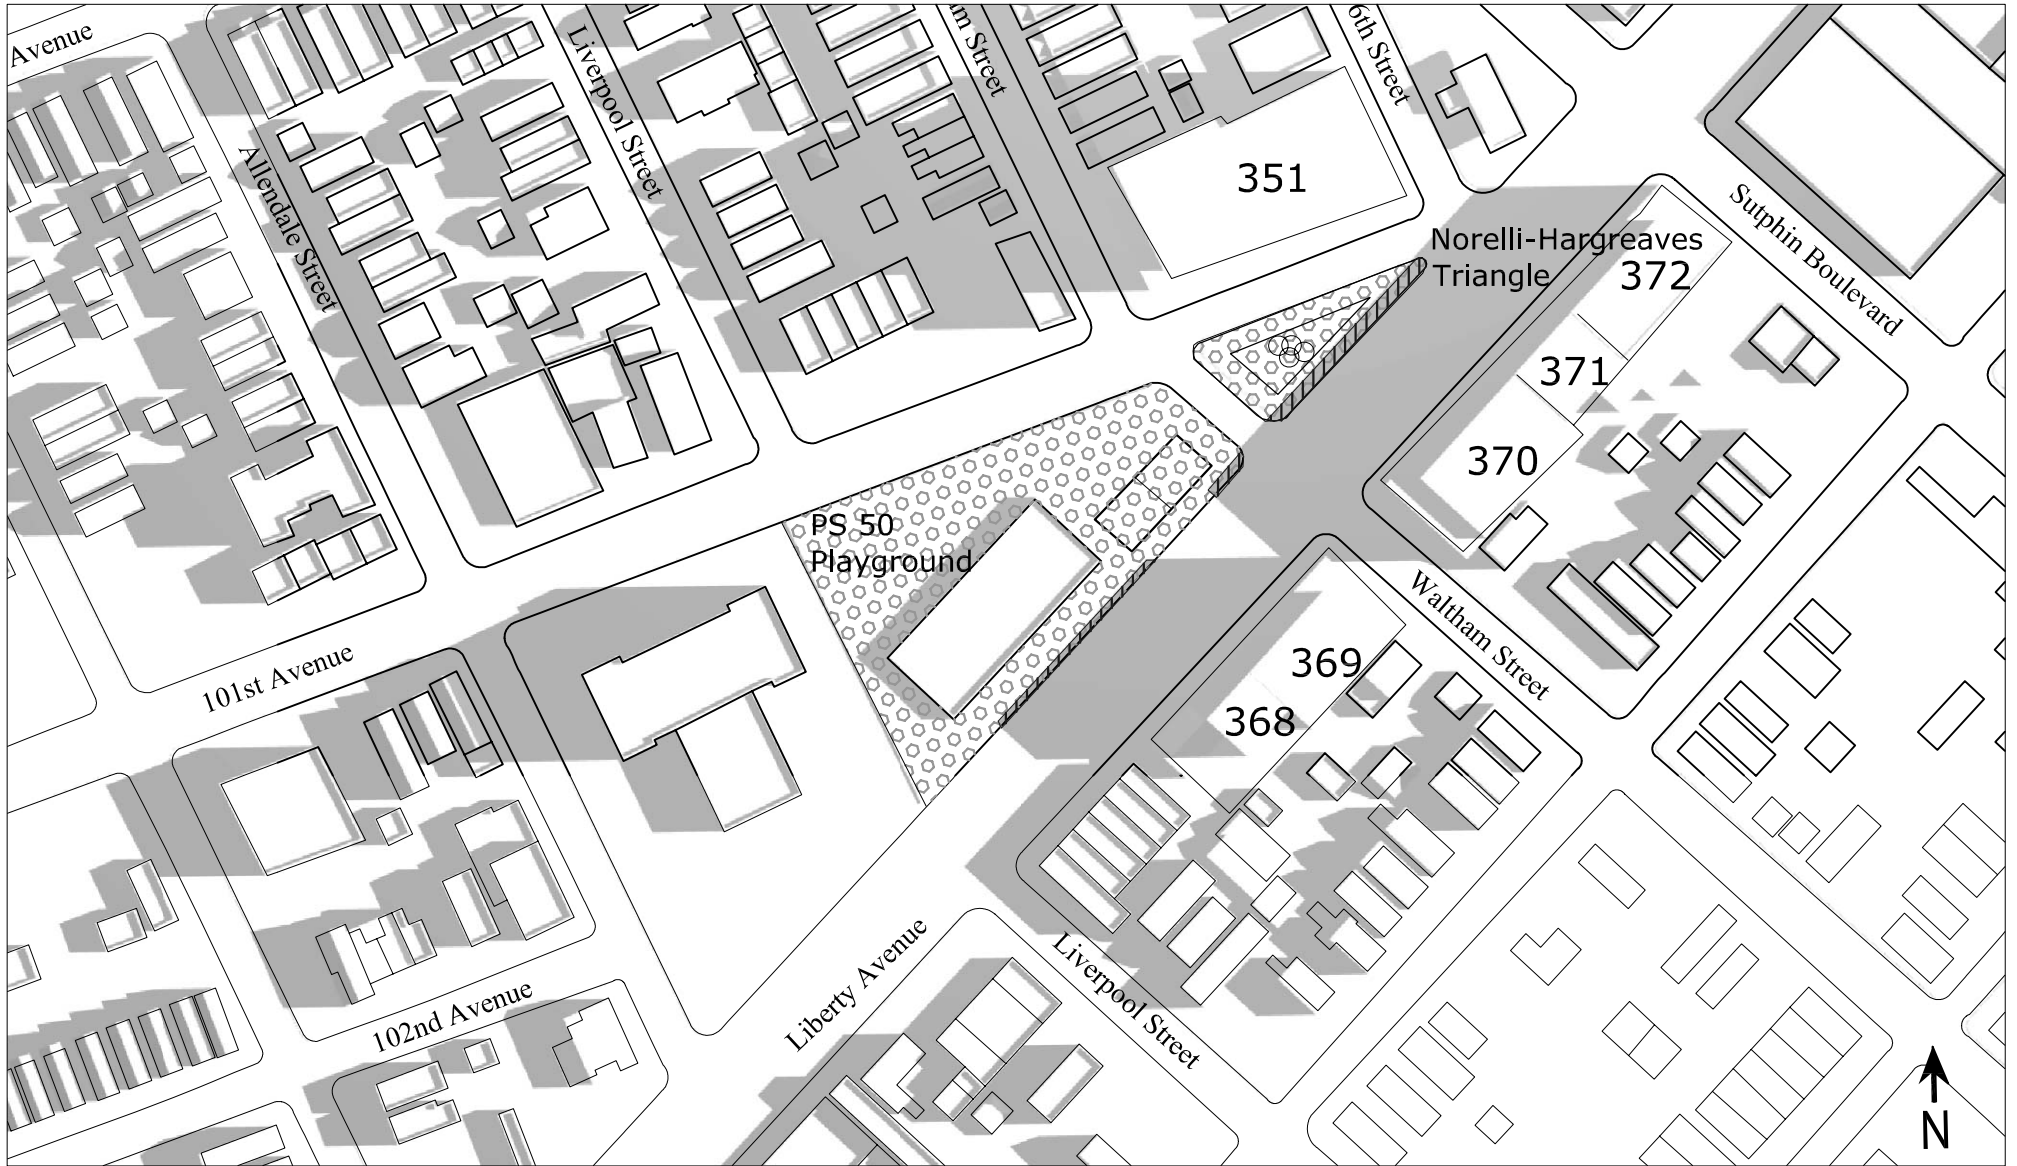 Avenue
Allendale Street
Liverpool Street
Street
6th Street
351
Norelli-Hargreaves
Triangle
372
371
370
Sutphin Boulevard
PS 50
Playground
Waltham Street
369
368
101st Avenue
102nd Avenue
Liberty Avenue
Liverpool Street
N